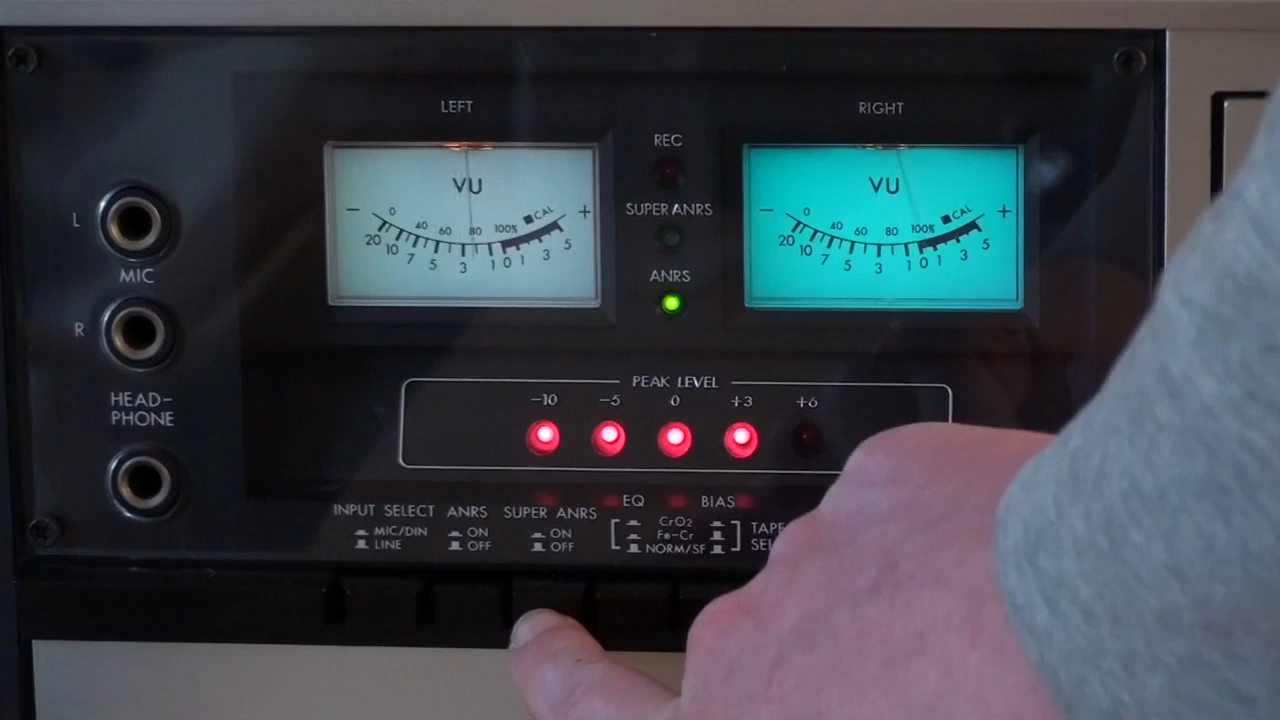 LEFT
RIGHT
VU
− +
0 40 60 80 100% ■ CAL
20 10 7 5 3 1 0 1 3 5
REC
SUPER ANRS
ANRS
VU
− +
0 40 60 80 100% ■ CAL
20 10 7 5 3 1 0 1 3 5
L
MIC
R
HEAD-
PHONE
PEAK LEVEL
−10 −5 0 +3 +6
INPUT SELECT
MIC/DIN
LINE
ANRS
ON
OFF
SUPER ANRS
ON
OFF
EQ BIAS
CrO2
Fe-Cr
NORM/SF
TAPE